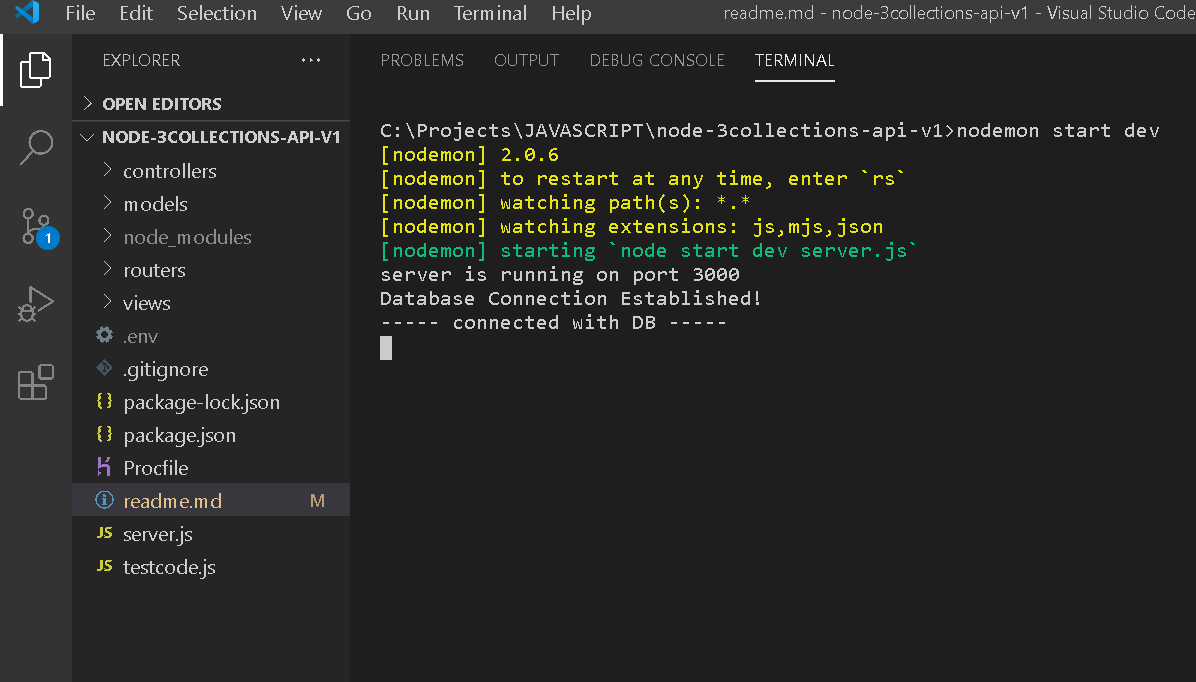 File Edit Selection View Go Run Terminal Help readme.md - node-3collections-api-v1 - Visual Studio Code
EXPLORER ...
PROBLEMS OUTPUT DEBUG CONSOLE TERMINAL
OPEN EDITORS
NODE-3COLLECTIONS-API-V1
controllers
models
node_modules
routers
views
.env
.gitignore
{} package-lock.json
{} package.json
Procfile
readme.md M
JS server.js
JS testcode.js
1
C:\Projects\JAVASCRIPT\node-3collections-api-v1>nodemon start dev
[nodemon] 2.0.6
[nodemon] to restart at any time, enter `rs`
[nodemon] watching path(s): *.*
[nodemon] watching extensions: js,mjs,json
[nodemon] starting `node start dev server.js`
server is running on port 3000
Database Connection Established!
----- connected with DB -----